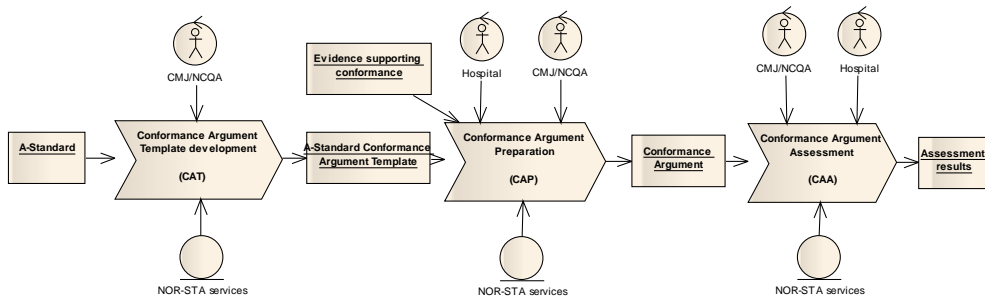 CMJ/NCQA
A-Standard
Conformance Argument
Template development
(CAT)
NOR-STA services
Evidence supporting
conformance
A-Standard Conformance
Argument Template
Hospital
CMJ/NCQA
Conformance Argument
Preparation
(CAP)
NOR-STA services
Conformance
Argument
CMJ/NCQA
Hospital
Conformance Argument
Assessment
(CAA)
NOR-STA services
Assessment
results